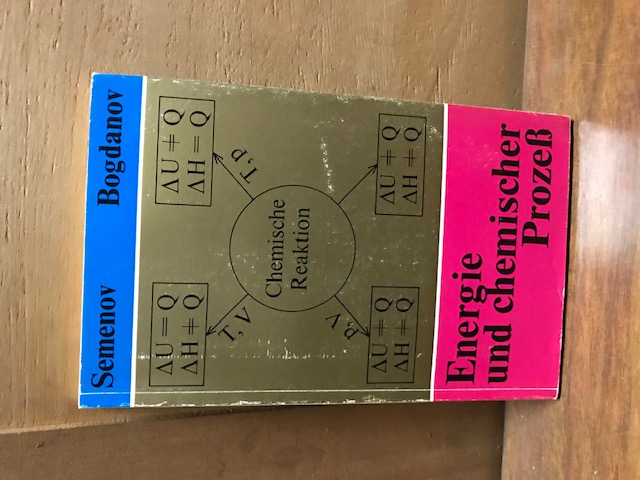 Semenov Bogdanov
ΔU = Q
ΔH ≠ Q
ΔU ≠ Q
ΔH = Q
T, V
T, p
Chemische
Reaktion
p, V
ΔU ≠ Q
ΔH ≠ Q
ΔU ≠ Q
ΔH ≠ Q
Energie
und chemischer
Prozeß